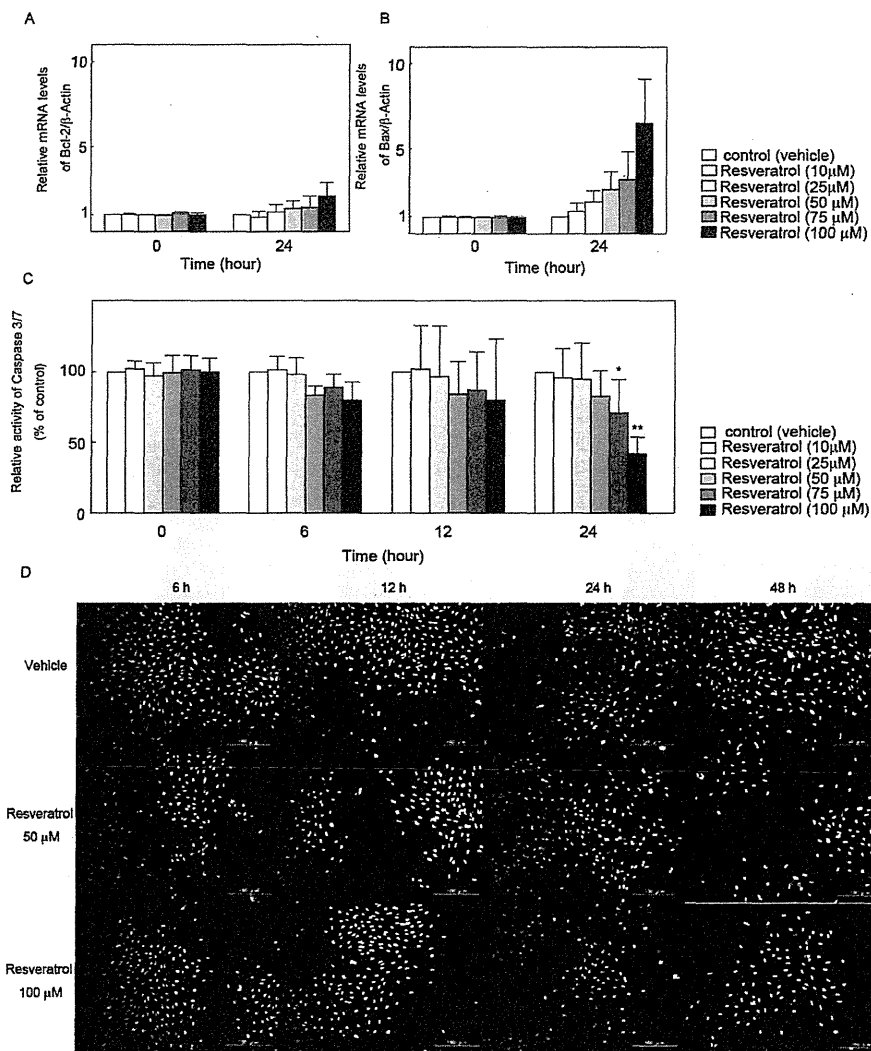 A
B
10
5
1
Relative mRNA levels
of Bcl-2/β-Actin
0
24
Time (hour)
10
5
1
Relative mRNA levels
of Bax/β-Actin
0
24
Time (hour)
control (vehicle)
Resveratrol (10μM)
Resveratrol (25μM)
Resveratrol (50 μM)
Resveratrol (75 μM)
Resveratrol (100 μM)
C
Relative activity of Caspase 3/7
(% of control)
100
50
0
*
**
0
6
12
24
Time (hour)
control (vehicle)
Resveratrol (10μM)
Resveratrol (25μM)
Resveratrol (50 μM)
Resveratrol (75 μM)
Resveratrol (100 μM)
D
6 h
12 h
24 h
48 h
Vehicle
Resveratrol
50 μM
Resveratrol
100 μM